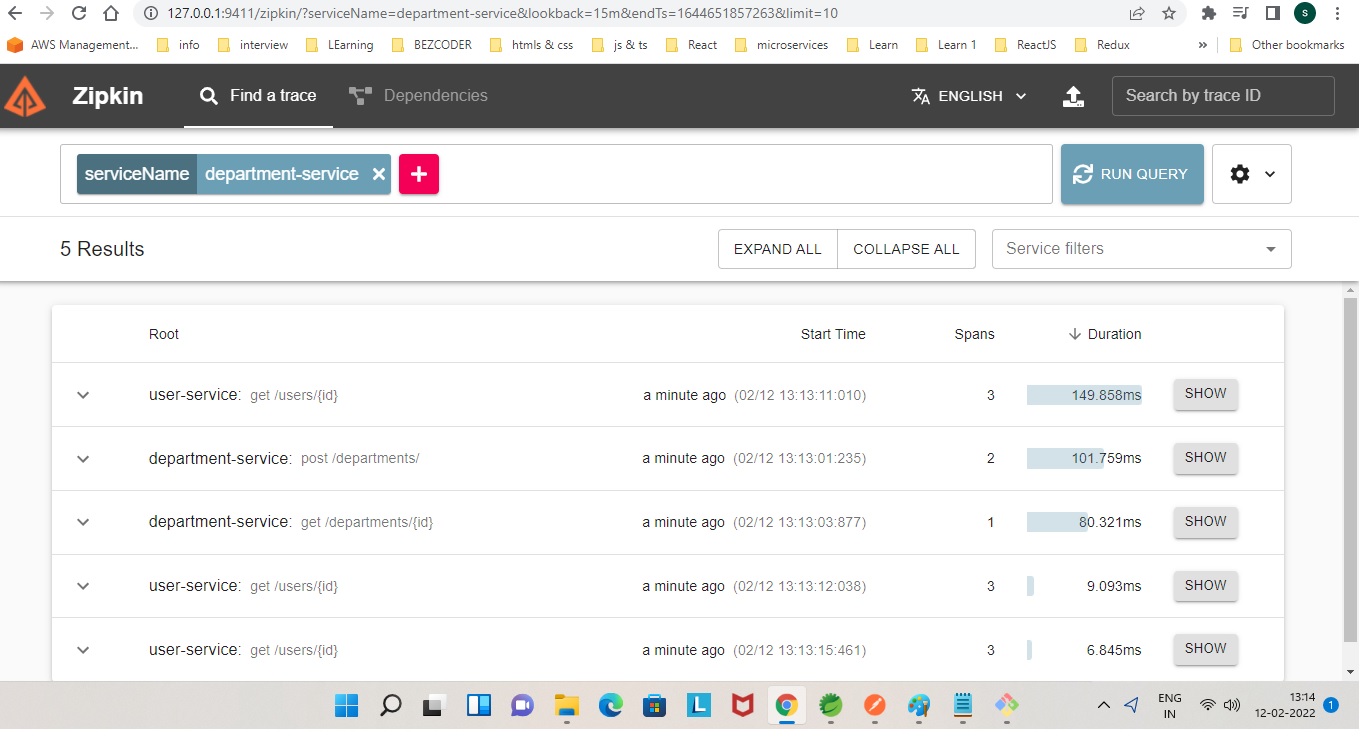 127.0.0.1:9411/zipkin/?serviceName=department-service&lookback=15m&endTs=1644651857263&limit=10
S
AWS Management... info interview LEarning BEZCODER htmls & css js & ts React microservices Learn Learn 1 ReactJS Redux » Other bookmarks
Zipkin Find a trace Dependencies ENGLISH Search by trace ID
serviceName department-service × + RUN QUERY
5 Results EXPAND ALL COLLAPSE ALL Service filters
Root Start Time Spans Duration
user-service: get /users/{id} a minute ago (02/12 13:13:11:010) 3 149.858ms SHOW
department-service: post /departments/ a minute ago (02/12 13:13:01:235) 2 101.759ms SHOW
department-service: get /departments/{id} a minute ago (02/12 13:13:03:877) 1 80.321ms SHOW
user-service: get /users/{id} a minute ago (02/12 13:13:12:038) 3 9.093ms SHOW
user-service: get /users/{id} a minute ago (02/12 13:13:15:461) 3 6.845ms SHOW
L ENG 13:14
IN 12-02-2022 1